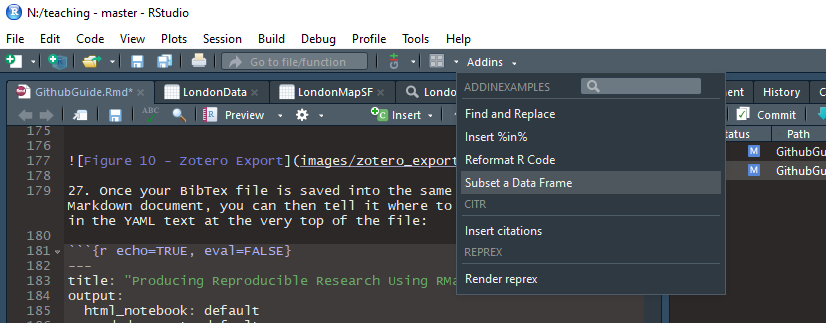 N:/teaching - master - RStudio
File Edit Code View Plots Session Build Debug Profile Tools Help
Go to file/function Addins
GithubGuide.Rmd* LondonData LondonMapSF London
ABC Preview Insert
175
176
177 ![Figure 10 - Zotero Export](images/zotero_export
178
179 27. Once your BibTex file is saved into the same
Markdown document, you can then tell it where to
in the YAML text at the very top of the file:
180
181 ```{r echo=TRUE, eval=FALSE}
182 ---
183 title: "Producing Reproducible Research Using RMa
184 output:
185 html_notebook: default
ADDINEXAMPLES
Find and Replace
Insert %in%
Reformat R Code
Subset a Data Frame
CITR
Insert citations
REPREX
Render reprex
History
Commit
Path
M GithubGu
M GithubGu